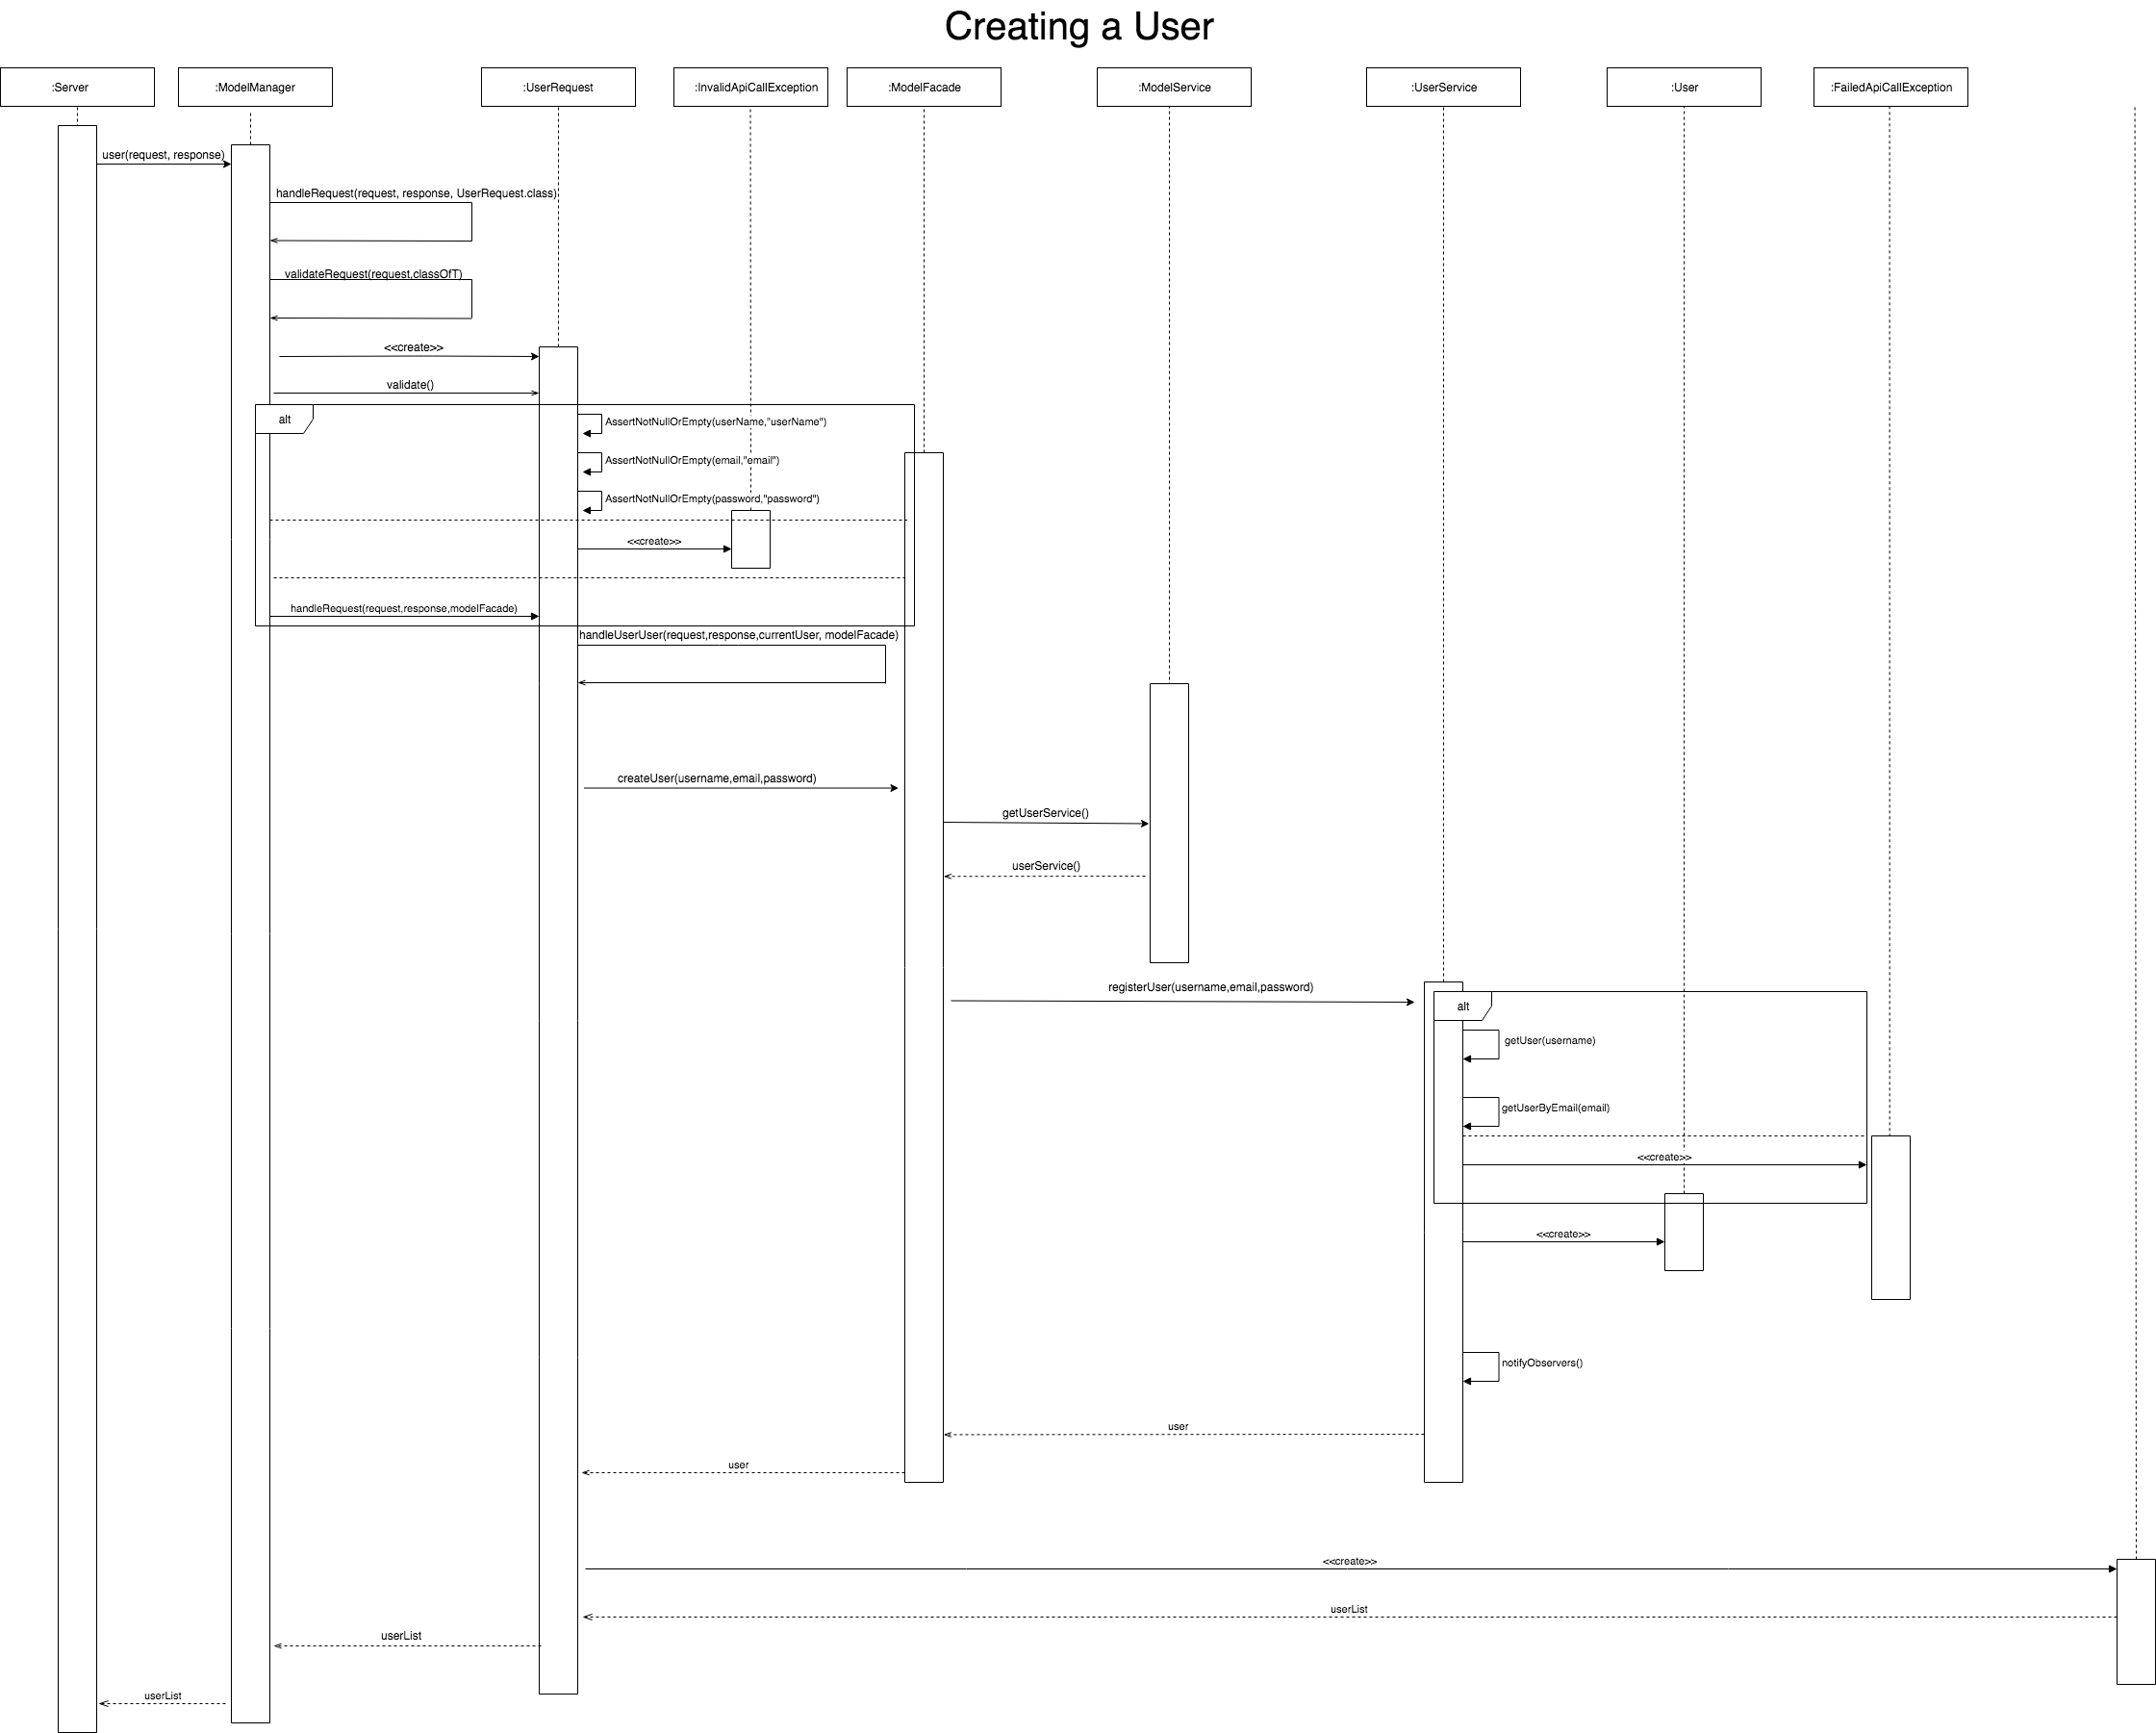 Creating a User
:Server
:ModelManager
:UserRequest
:InvalidApiCallException
:ModelFacade
:ModelService
:UserService
:User
:FailedApiCallException
user(request, response)
handleRequest(request, response, UserRequest.class)
validateRequest(request,classOfT)
<<create>>
validate()
alt
AssertNotNullOrEmpty(userName,"userName")
AssertNotNullOrEmpty(email,"email")
AssertNotNullOrEmpty(password,"password")
<<create>>
handleRequest(request,response,modelFacade)
handleUserUser(request,response,currentUser, modelFacade)
createUser(username,email,password)
getUserService()
userService()
registerUser(username,email,password)
alt
getUser(username)
getUserByEmail(email)
<<create>>
<<create>>
notifyObservers()
user
user
<<create>>
userList
userList
userList